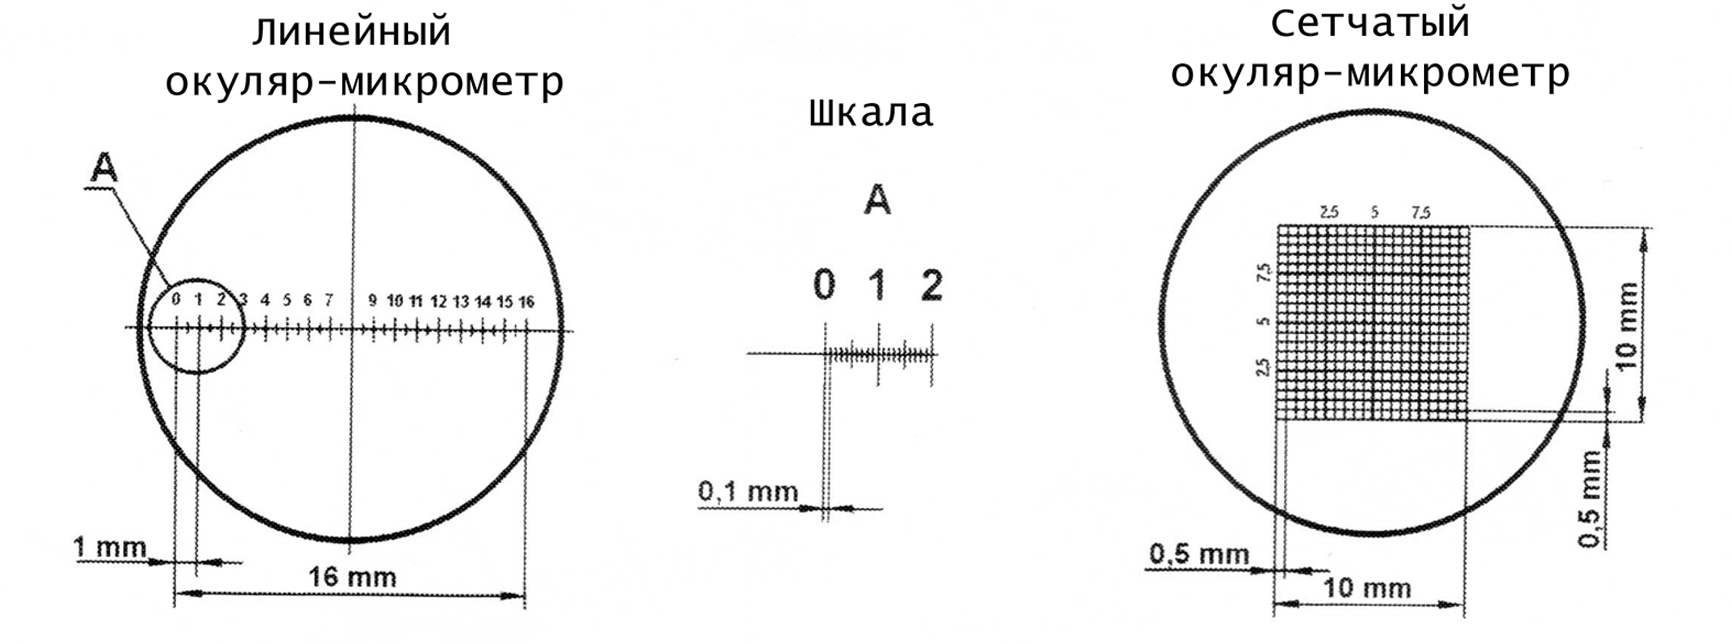 Линейный
окуляр-микрометр
A
0 1 2 3 4 5 6 7 9 10 11 12 13 14 15 16
1 mm
16 mm
Шкала
A
0 1 2
0,1 mm
Сетчатый
окуляр-микрометр
2,5 5 7,5
7,5
5
2,5
10 mm
0,5 mm
0,5 mm
10 mm